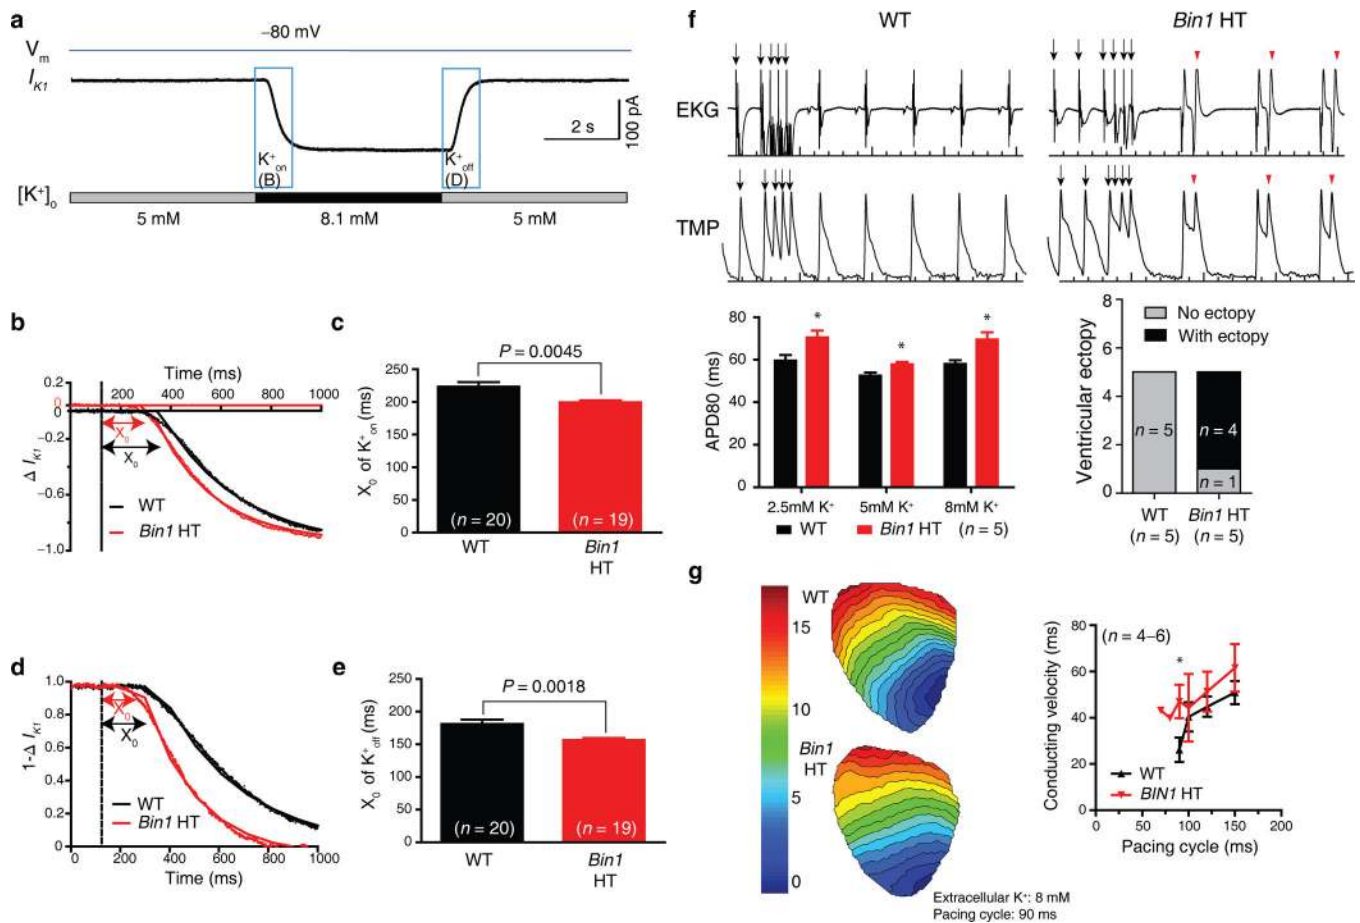 a
−80 mV
Vm
IK1
2 s
100 pA
K+on
(B)
K+off
(D)
[K+]o
5 mM
8.1 mM
5 mM
b
Time (ms)
0 200 400 600 800 1000
0.2
0
0
−0.2
−0.6
−1.0
Δ IK1
X0
X0
WT
Bin1 HT
c
P = 0.0045
X0 of K+on (ms)
250
200
150
100
50
0
(n = 20)
(n = 19)
WT
Bin1
HT
d
1-Δ IK1
1.0
0.8
0.6
0.4
0.2
0
X0
X0
WT
Bin1 HT
0 200 400 600 800 1000
Time (ms)
e
P = 0.0018
X0 of K+off (ms)
250
200
150
100
50
0
(n = 20)
(n = 19)
WT
Bin1
HT
f
WT
Bin1 HT
EKG
TMP
APD80 (ms)
80
60
40
20
0
*
*
*
2.5mM K+
5mM K+
8mM K+
WT
Bin1 HT
(n = 5)
Ventricular ectopy
8
6
4
2
0
No ectopy
With ectopy
n = 5
n = 4
n = 1
WT
(n = 5)
Bin1 HT
(n = 5)
g
WT
15
10
Bin1
HT
5
0
Extracellular K+: 8 mM
Pacing cycle: 90 ms
Conducting velocity (ms)
80
60
40
20
0
(n = 4–6)
*
WT
BIN1 HT
0 50 100 150 200
Pacing cycle (ms)